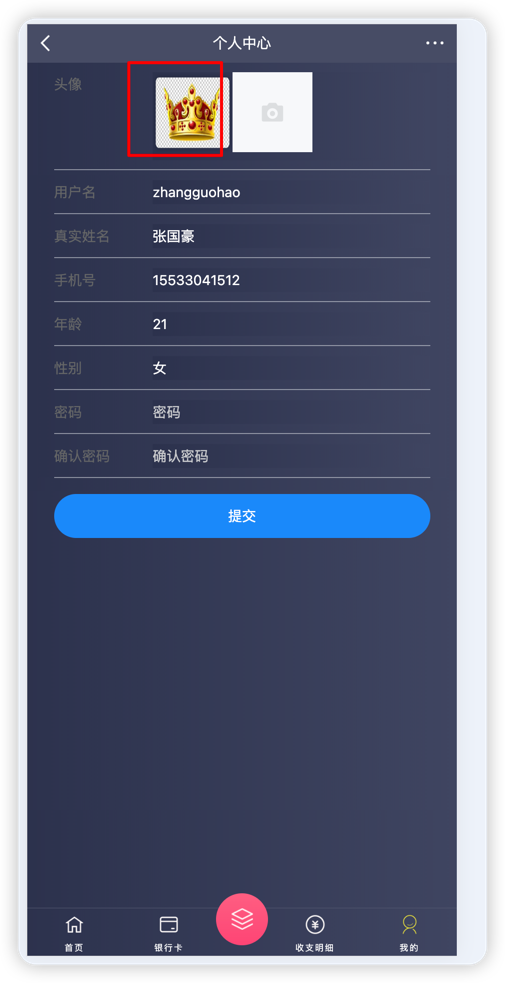 个人中心
头像
用户名 zhangguohao
真实姓名 张国豪
手机号 15533041512
年龄 21
性别 女
密码 密码
确认密码 确认密码
提交
首页 银行卡 收支明细 我的